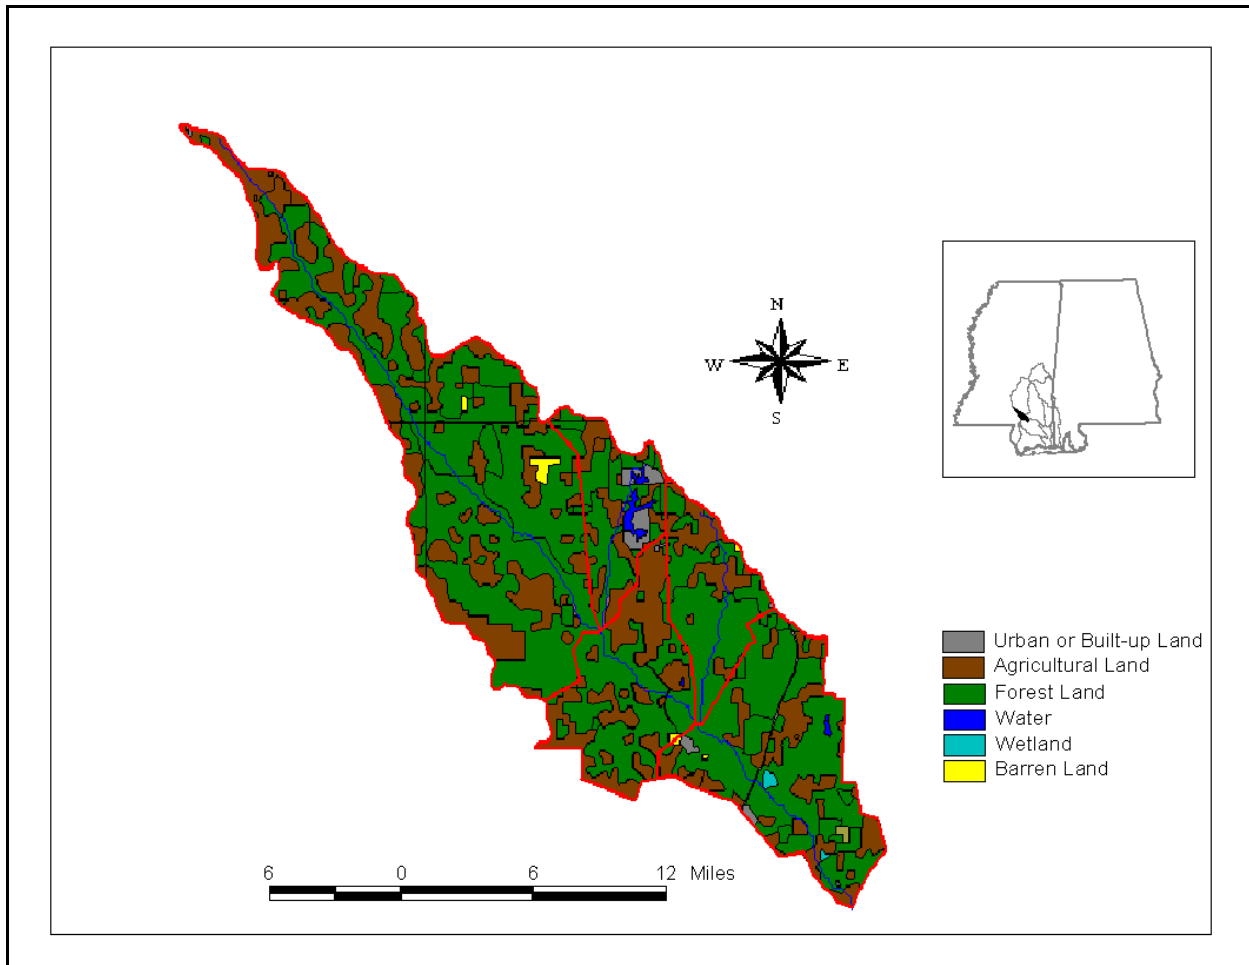 N
W E
S
Urban or Built-up Land
Agricultural Land
Forest Land
Water
Wetland
Barren Land
6 0 6 12 Miles